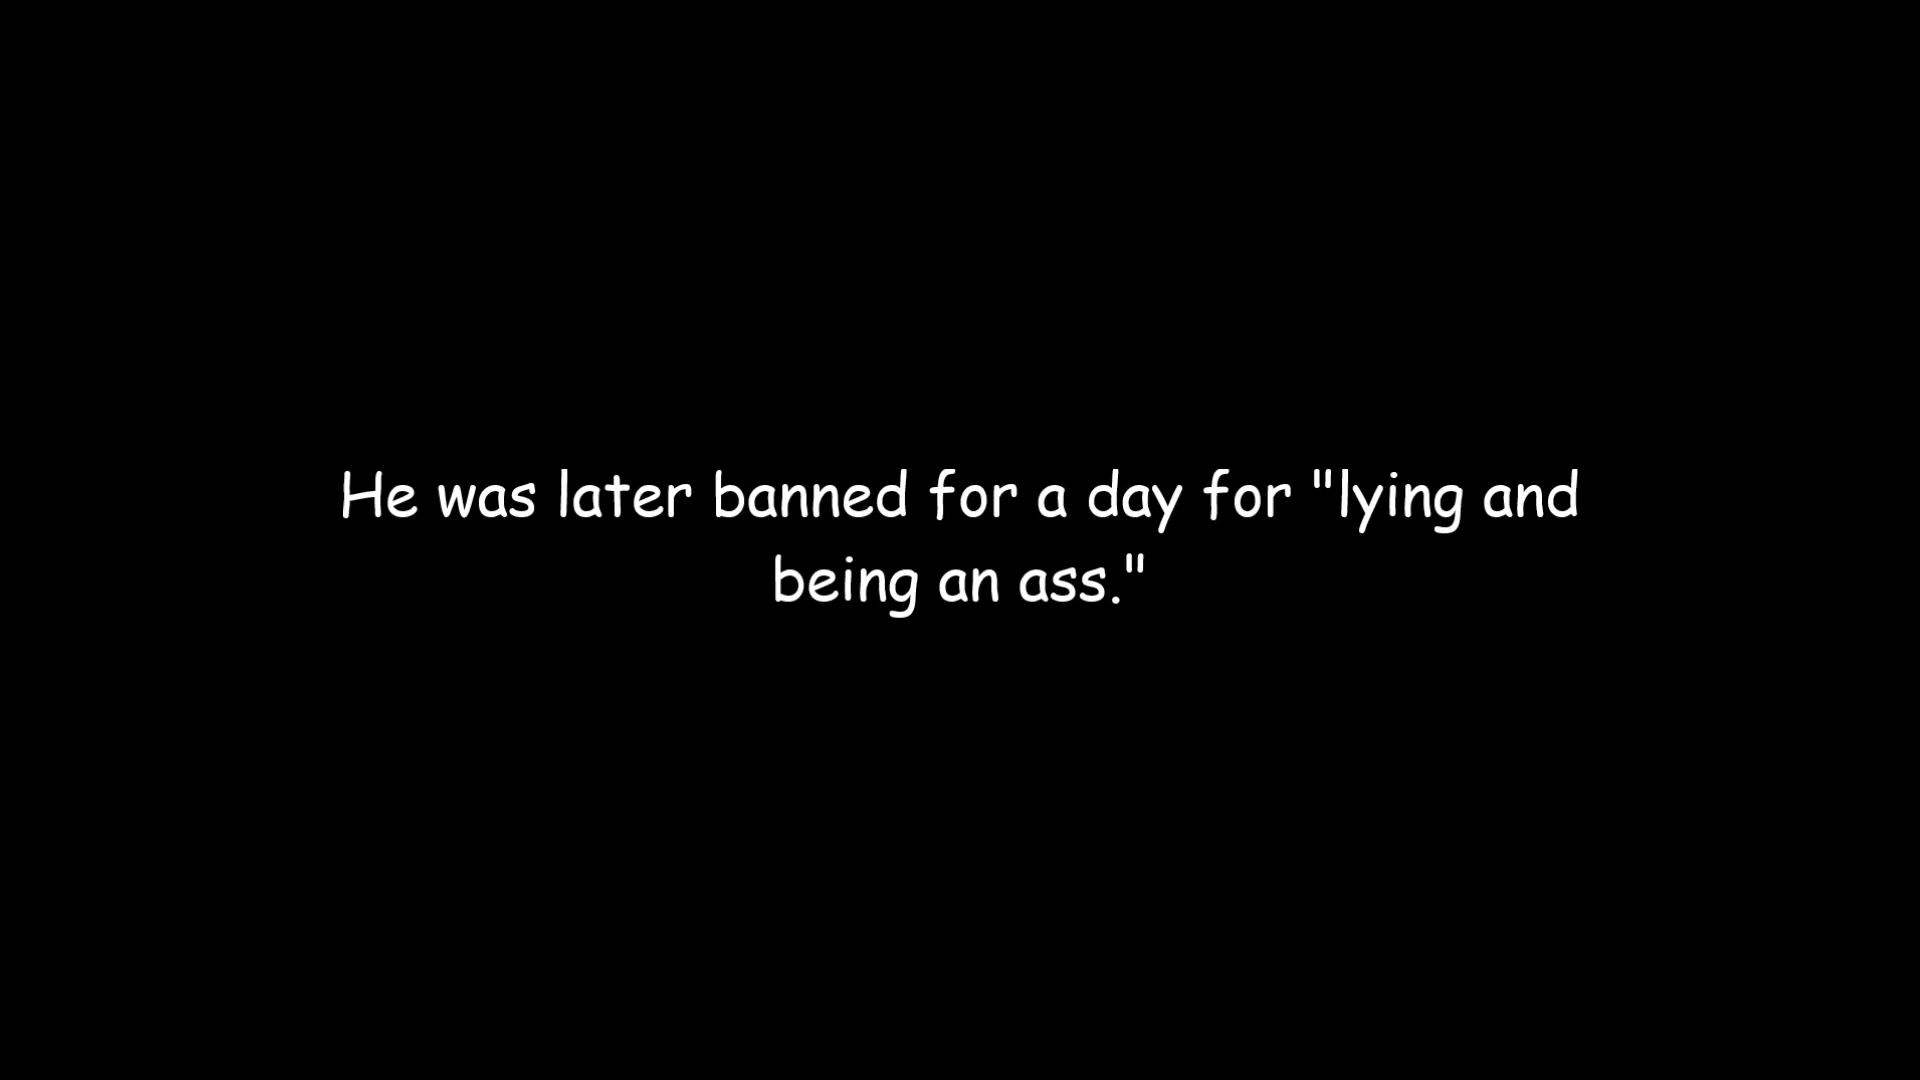 He was later banned for a day for "lying and
being an ass."